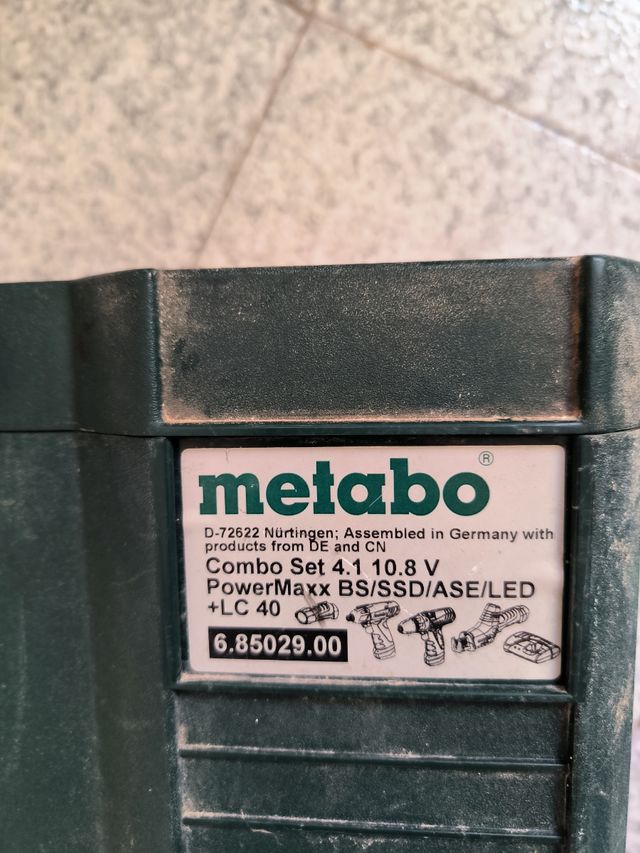 metabo®
D-72622 Nürtingen; Assembled in Germany with
products from DE and CN
Combo Set 4.1 10.8 V
PowerMaxx BS/SSD/ASE/LED
+LC 40
6.85029.00